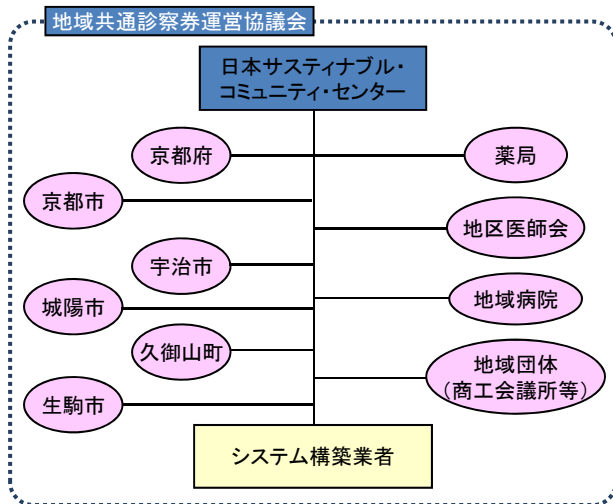 地域共通診察券運営協議会
日本サスティナブル・
コミュニティ・センター
京都府
薬局
京都市
地区医師会
宇治市
地域病院
城陽市
久御山町
地域団体
（商工会議所等）
生駒市
システム構築業者